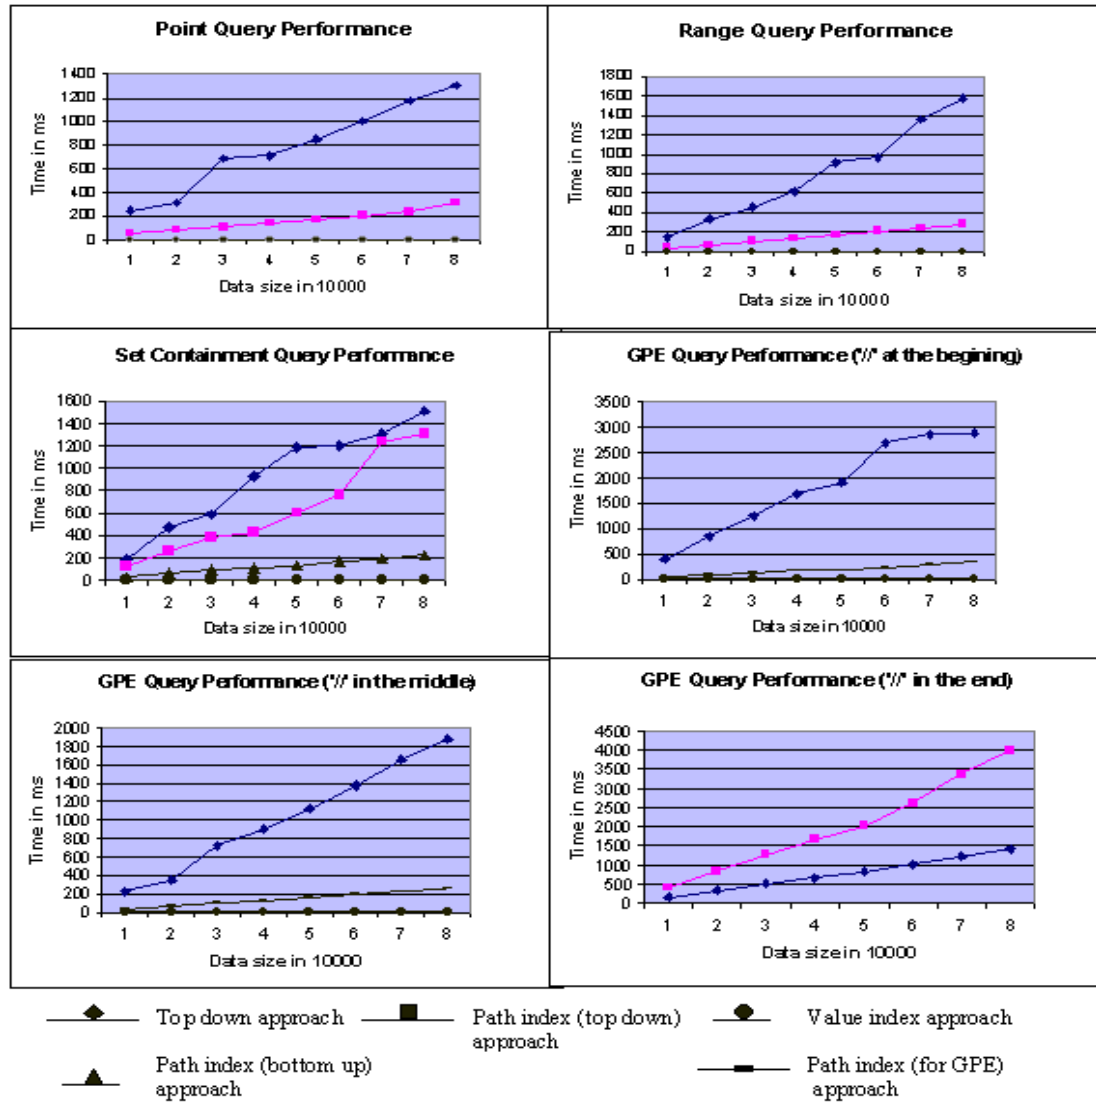 Point Query Performance
1400
1200
1000
800
600
400
200
0
Time in ms
1 2 3 4 5 6 7 8
Data size in 10000
Range Query Performance
1800
1600
1400
1200
1000
800
600
400
200
0
Time in ms
1 2 3 4 5 6 7 8
Data size in 10000
Set Containment Query Performance
1600
1400
1200
1000
800
600
400
200
0
Time in ms
1 2 3 4 5 6 7 8
Data size in 10000
GPE Query Performance ("//" at the begining)
3500
3000
2500
2000
1500
1000
500
0
Time in ms
1 2 3 4 5 6 7 8
Data size in 10000
GPE Query Performance ("//" in the middle)
2000
1800
1600
1400
1200
1000
800
600
400
200
0
Time in ms
1 2 3 4 5 6 7 8
Data size in 10000
GPE Query Performance ("//" in the end)
4500
4000
3500
3000
2500
2000
1500
1000
500
0
Time in ms
1 2 3 4 5 6 7 8
Data size in 10000
Top down approach
Path index (top down)
approach
Value index approach
Path index (bottom up)
approach
Path index (for GPE)
approach